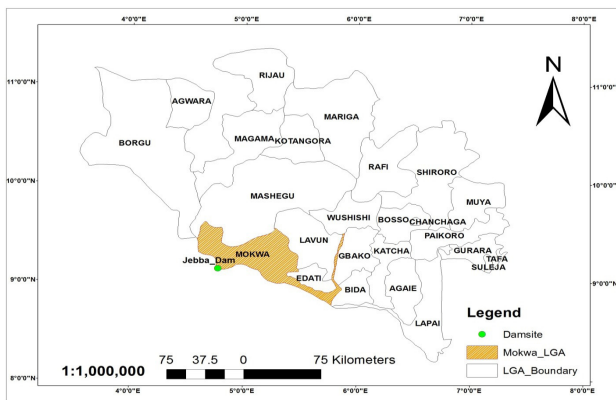 4°0'0"E 5°0'0"E 6°0'0"E 7°0'0"E 8°0'0"E
11°0'0"N 11°0'0"N
10°0'0"N 10°0'0"N
9°0'0"N 9°0'0"N
8°0'0"N 8°0'0"N
4°0'0"E 5°0'0"E 6°0'0"E 7°0'0"E 8°0'0"E
N
RIJAU
AGWARA
MARIGA
BORGU
MAGAMA
KOTANGORA
RAFI
SHIRORO
MASHEGU
MUYA
WUSHISHI
BOSSO
CHANCHAGA
LAVUN
PAIKORO
MOKWA
GBAKO
KATCHA
GURARA
TAFA
SULEJA
Jebba_Dam
EDATI
BIDA
AGAIE
LAPAI
Legend
Damsite
Mokwa_LGA
LGA_Boundary
1:1,000,000
75 37.5 0 75 Kilometers